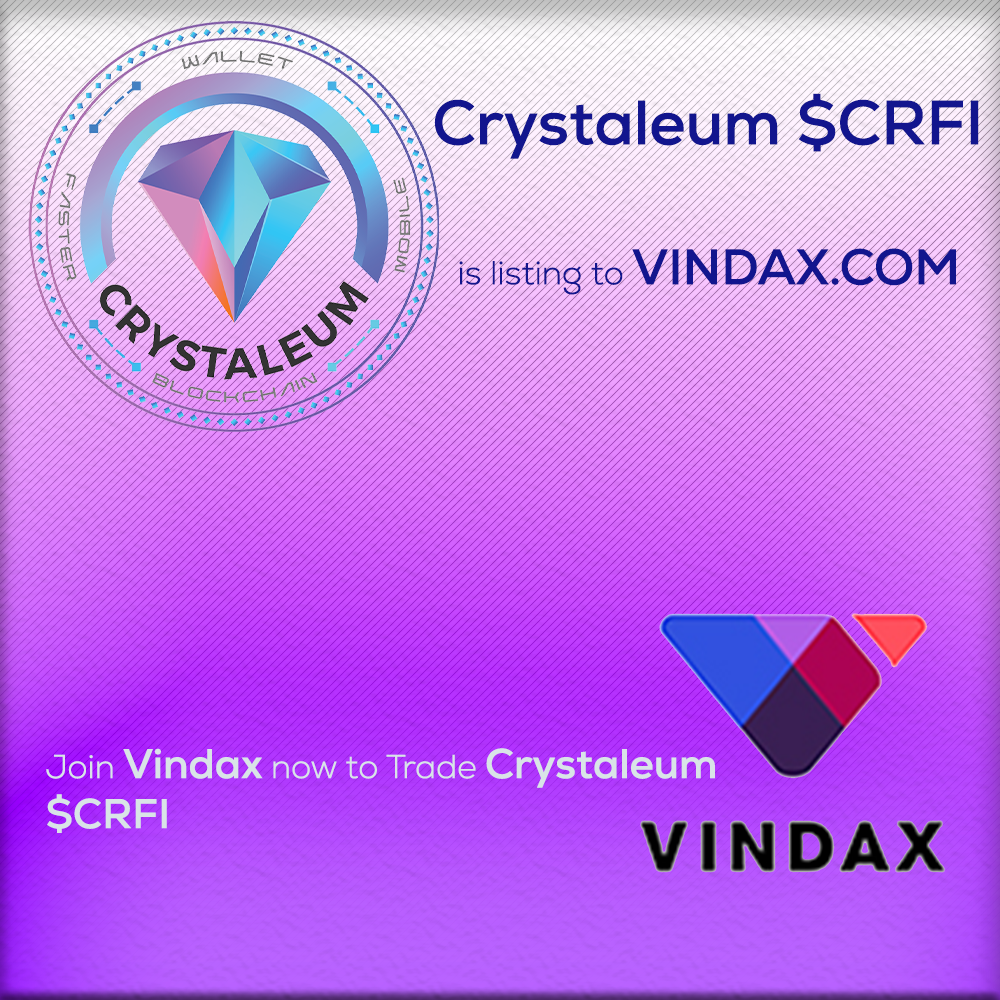 WALLET
FASTER
MOBILE
CRYSTALEUM
BLOCKCHAIN
Crystaleum $CRFI
is listing to VINDAX.COM
Join Vindax now to Trade Crystaleum
$CRFI
VINDAX